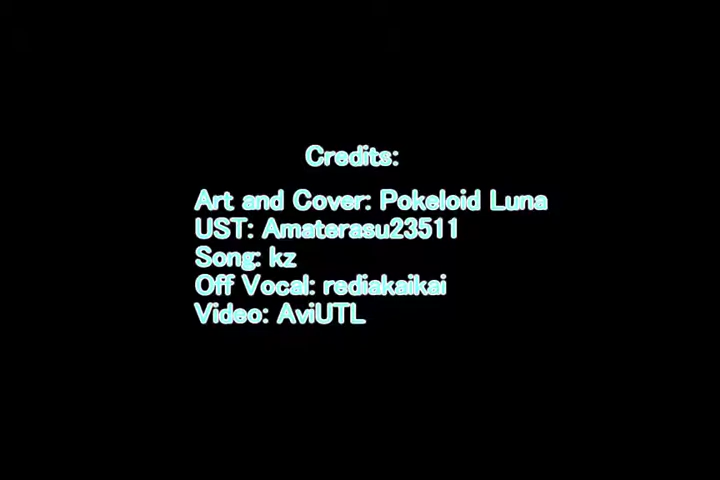 Credits:
Art and Cover: Pokeloid Luna
UST: Amaterasu23511
Song: kz
Off Vocal: rediakaikai
Video: AviUTL